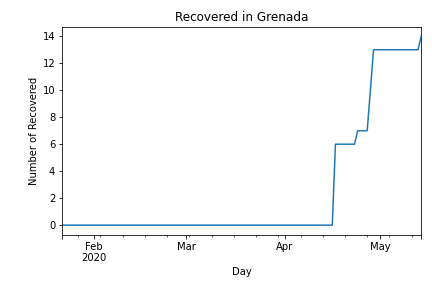 Recovered in Grenada
Number of Recovered
14
12
10
8
6
4
2
0
Feb
2020
Mar
Apr
May
Day